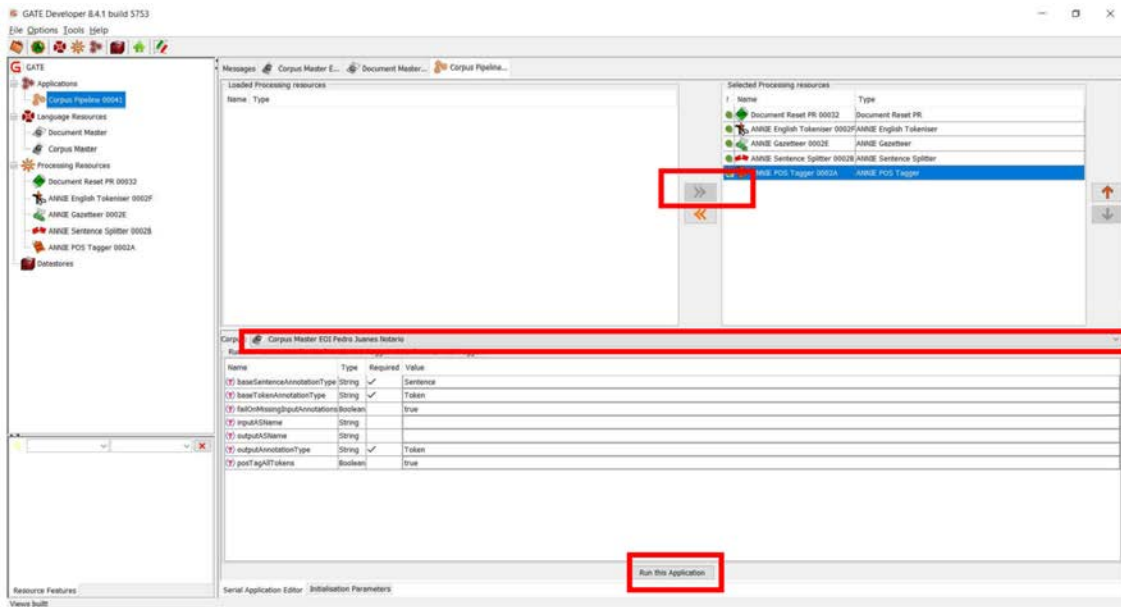 GATE Developer 8.4.1 build 5753
File Options Tools Help
GATE
Applications
Corpus Pipeline 00041
Language Resources
Document Master
Corpus Master
Processing Resources
Document Reset PR 00032
ANNIE English Tokeniser 0002F
ANNIE Gazetteer 0002E
ANNIE Sentence Splitter 0002B
ANNIE POS Tagger 0002A
Datastores
Resource Features
Views built!
Messages Corpus Master E... Document Master... Corpus Pipeline...
Loaded Processing resources
Name Type
Selected Processing resources
! Name Type
Document Reset PR 00032 Document Reset PR
ANNIE English Tokeniser 0002F ANNIE English Tokeniser
ANNIE Gazetteer 0002E ANNIE Gazetteer
ANNIE Sentence Splitter 0002B ANNIE Sentence Splitter
ANNIE POS Tagger 0002A ANNIE POS Tagger
Corpus Master EDI Pedro Juanes Notario
Name Type Required Value
(?) baseSentenceAnnotationType String ✓ Sentence
(?) baseTokenAnnotationType String ✓ Token
(?) failOnMissingInputAnnotations Boolean true
(?) inputASName String
(?) outputASName String
(?) outputAnnotationType String ✓ Token
(?) posTagAllTokens Boolean true
Run this Application
Serial Application Editor Initialisation Parameters